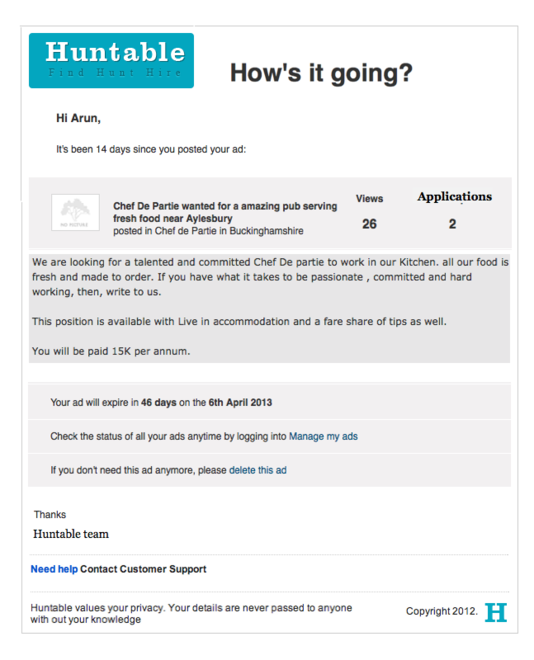 Huntable
Find Hunt Hire
How's it going?
Hi Arun,
It's been 14 days since you posted your ad:
NO PICTURE
Chef De Partie wanted for a amazing pub serving
fresh food near Aylesbury
posted in Chef de Partie in Buckinghamshire
Views
26
Applications
2
We are looking for a talented and committed Chef De partie to work in our Kitchen. all our food is
fresh and made to order. If you have what it takes to be passionate , committed and hard
working, then, write to us.
This position is available with Live in accommodation and a fare share of tips as well.
You will be paid 15K per annum.
Your ad will expire in 46 days on the 6th April 2013
Check the status of all your ads anytime by logging into Manage my ads
If you don't need this ad anymore, please delete this ad
Thanks
Huntable team
Need help Contact Customer Support
Huntable values your privacy. Your details are never passed to anyone
with out your knowledge
Copyright 2012.
H